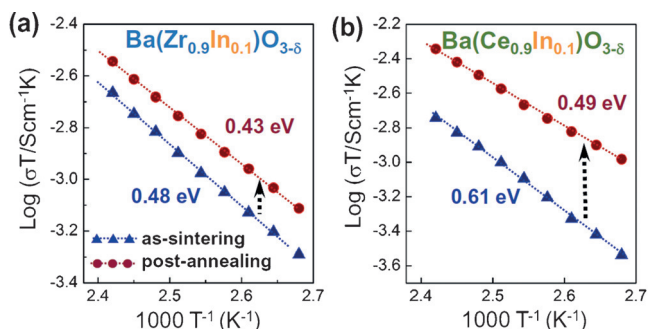 (a)
Ba(Zr0.9In0.1)O3-δ
-2.4
-2.6
-2.8
-3.0
-3.2
-3.4
Log (σT/Scm-1K)
0.43 eV
0.48 eV
as-sintering
post-annealing
2.4 2.5 2.6 2.7
1000 T-1 (K-1)
(b)
Ba(Ce0.9In0.1)O3-δ
-2.2
-2.4
-2.6
-2.8
-3.0
-3.2
-3.4
-3.6
Log (σT/Scm-1K)
0.49 eV
0.61 eV
2.4 2.5 2.6 2.7
1000 T-1 (K-1)